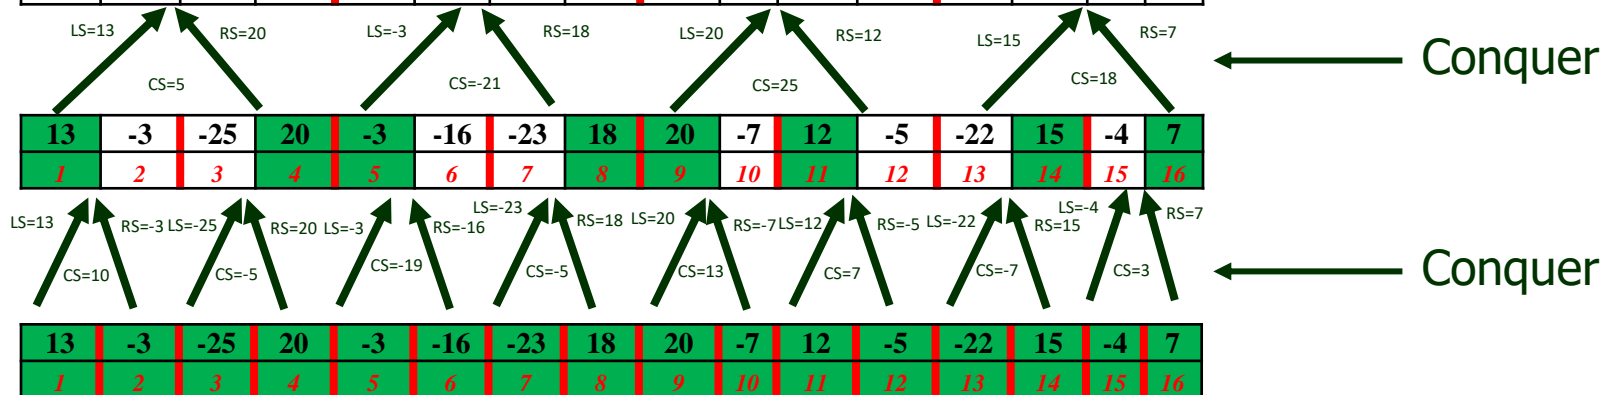 LS=13 RS=20 LS=-3 RS=18 LS=20 RS=12 LS=15 RS=7
Conquer
CS=5 CS=-21 CS=25 CS=18
13 -3 -25 20 -3 -16 -23 18 20 -7 12 -5 -22 15 -4 7
1 2 3 4 5 6 7 8 9 10 11 12 13 14 15 16
LS=13 RS=-3 LS=-25 RS=20 LS=-3 RS=-16 LS=-23 RS=18 LS=20 RS=-7 LS=12 RS=-5 LS=-22 RS=15 LS=-4 RS=7
CS=10 CS=-5 CS=-19 CS=-5 CS=13 CS=7 CS=-7 CS=3
Conquer
13 -3 -25 20 -3 -16 -23 18 20 -7 12 -5 -22 15 -4 7
1 2 3 4 5 6 7 8 9 10 11 12 13 14 15 16